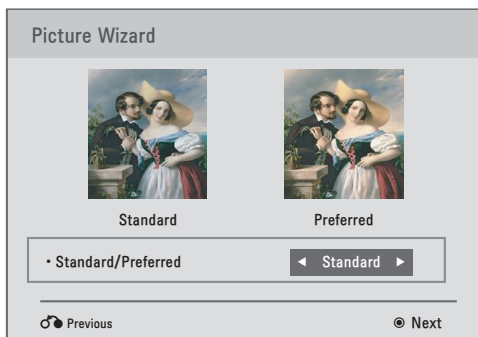 Picture Wizard
Standard Preferred
• Standard/Preferred ◄ Standard ►
Previous ◉ Next